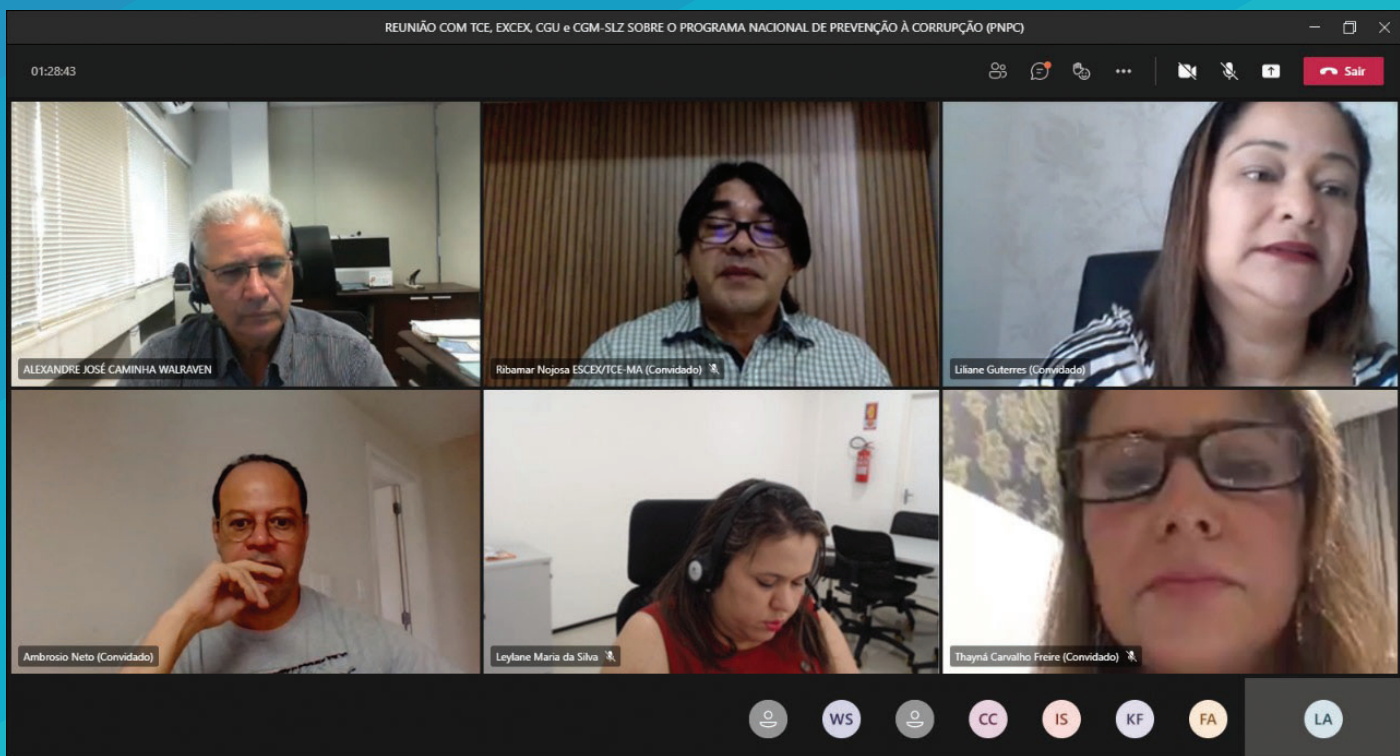 REUNIÃO COM TCE, EXCEX, CGU e CGM-SLZ SOBRE O PROGRAMA NACIONAL DE PREVENÇÃO À CORRUPÇÃO (PNPC)
01:28:43
Sair
ALEXANDRE JOSÉ CAMINHA WALRAVEN
Ribamar Nojosa ESCEX/TCE-MA (Convidado)
Liliane Guterres (Convidado)
Ambrosio Neto (Convidado)
Leylane Maria da Silva
Thayná Carvalho Freire (Convidado)
WS
CC
IS
KF
FA
LA